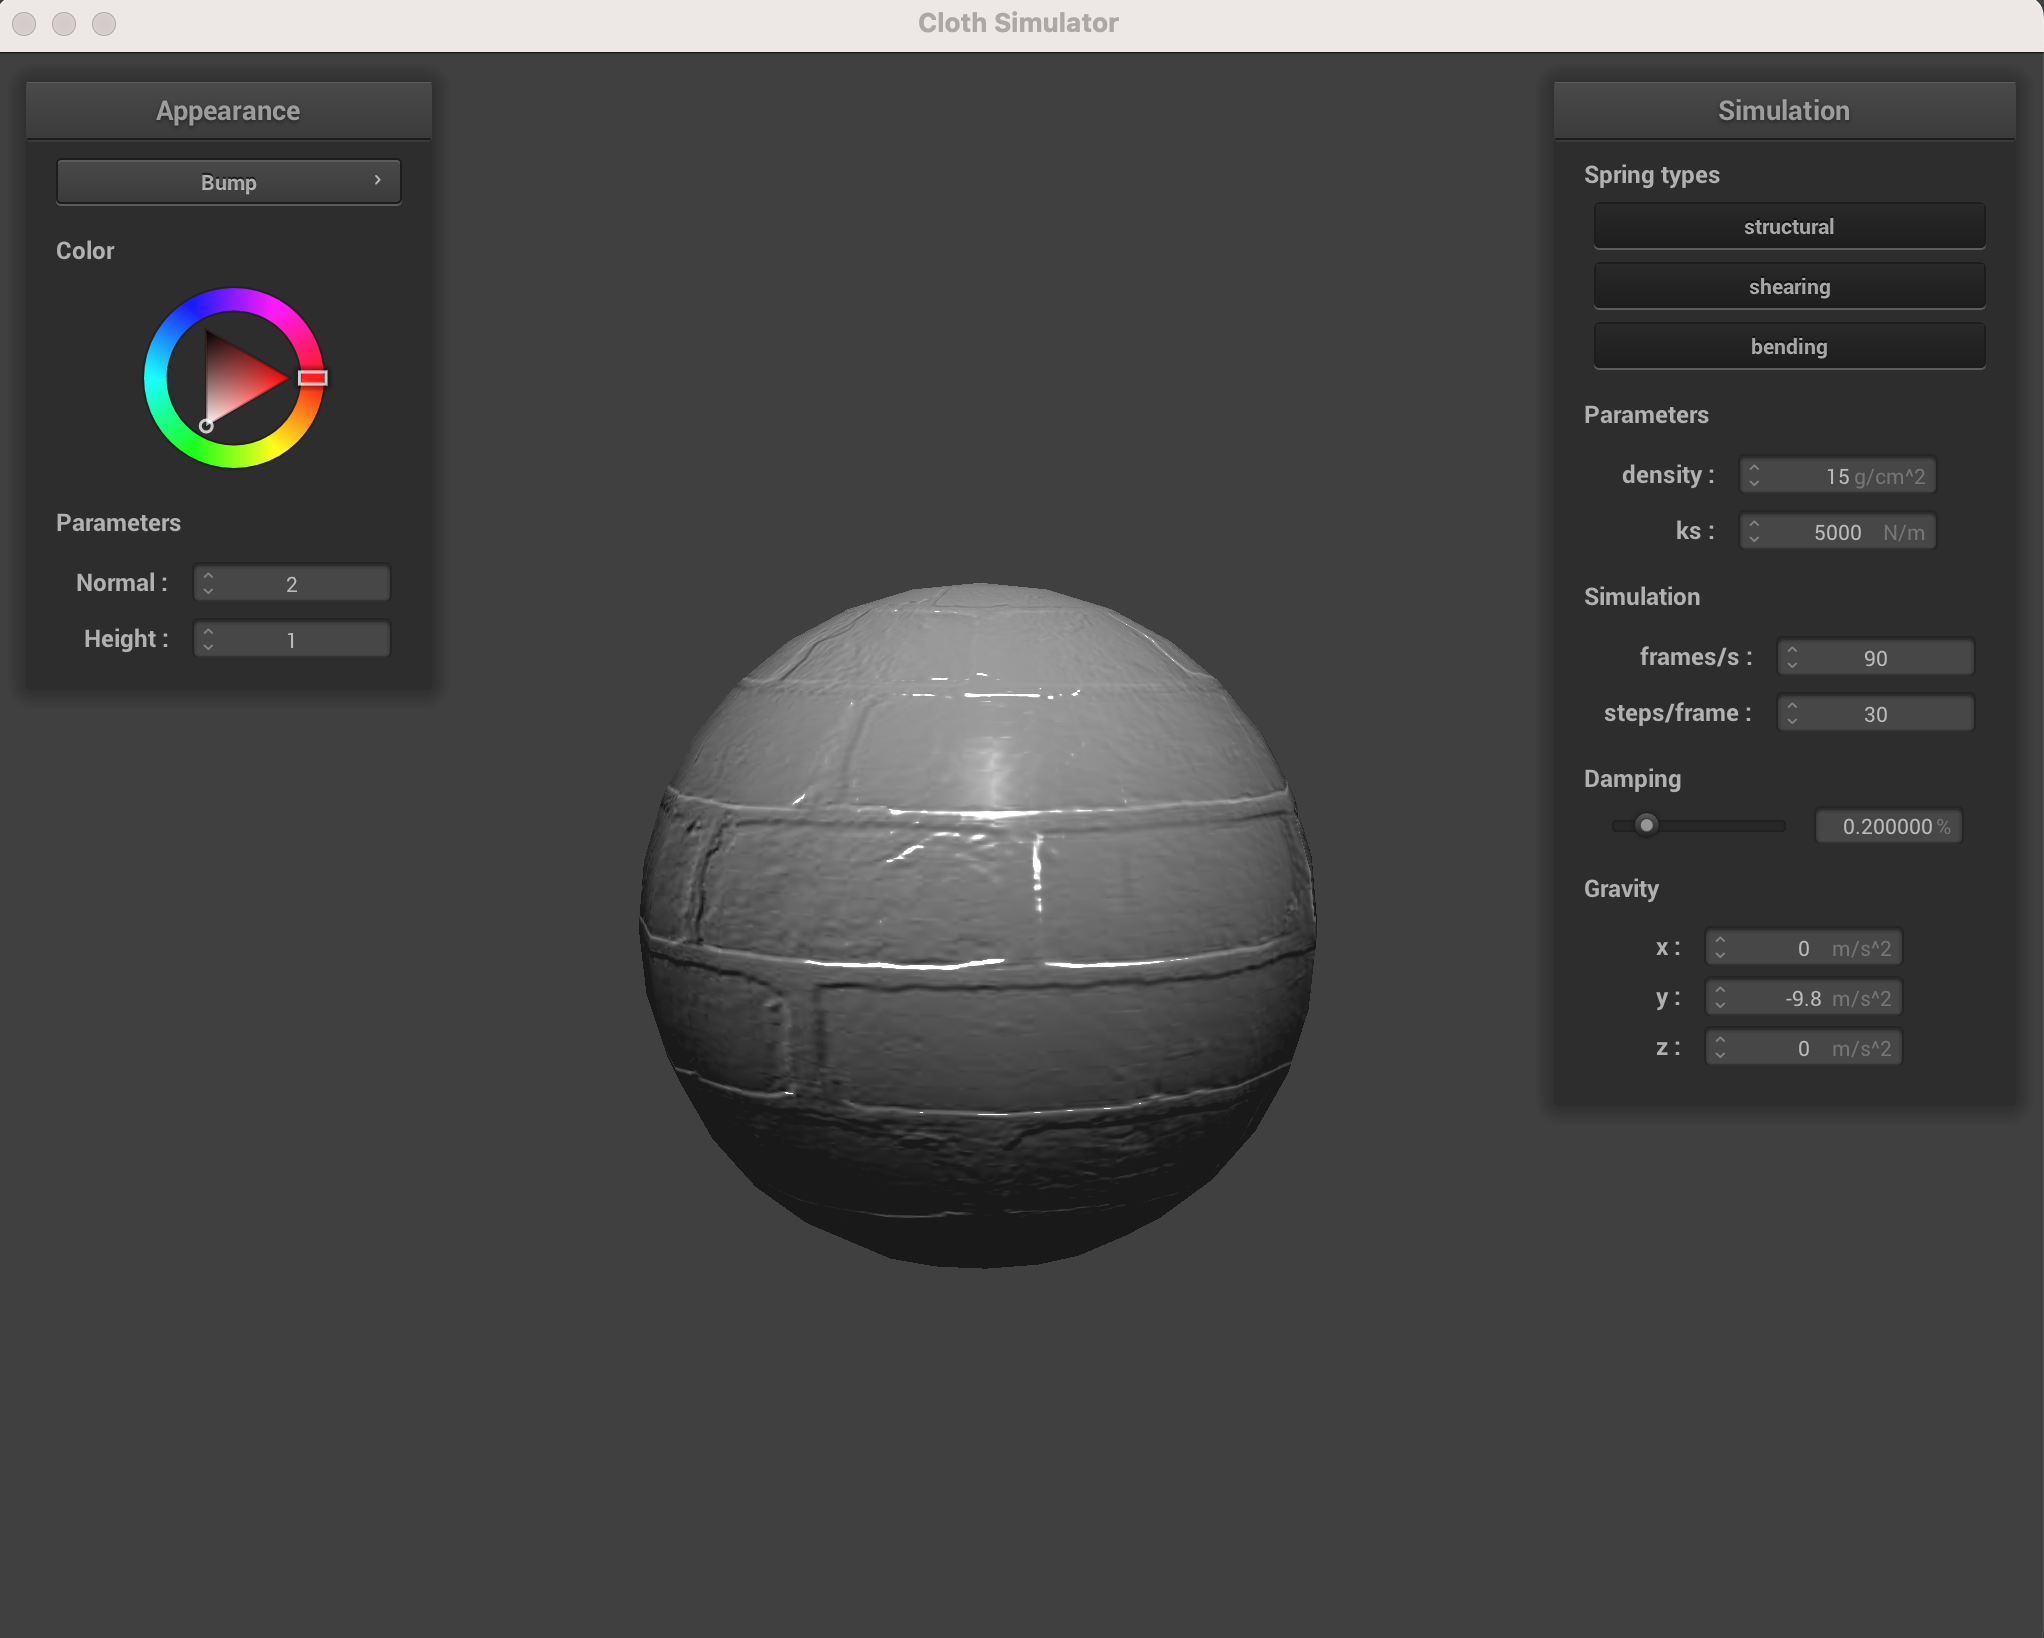 Cloth Simulator
Appearance
Bump
Color
Parameters
Normal : 2
Height : 1
Simulation
Spring types
structural
shearing
bending
Parameters
density : 15 g/cm^2
ks : 5000 N/m
Simulation
frames/s : 90
steps/frame : 30
Damping
0.200000 %
Gravity
x : 0 m/s^2
y : -9.8 m/s^2
z : 0 m/s^2